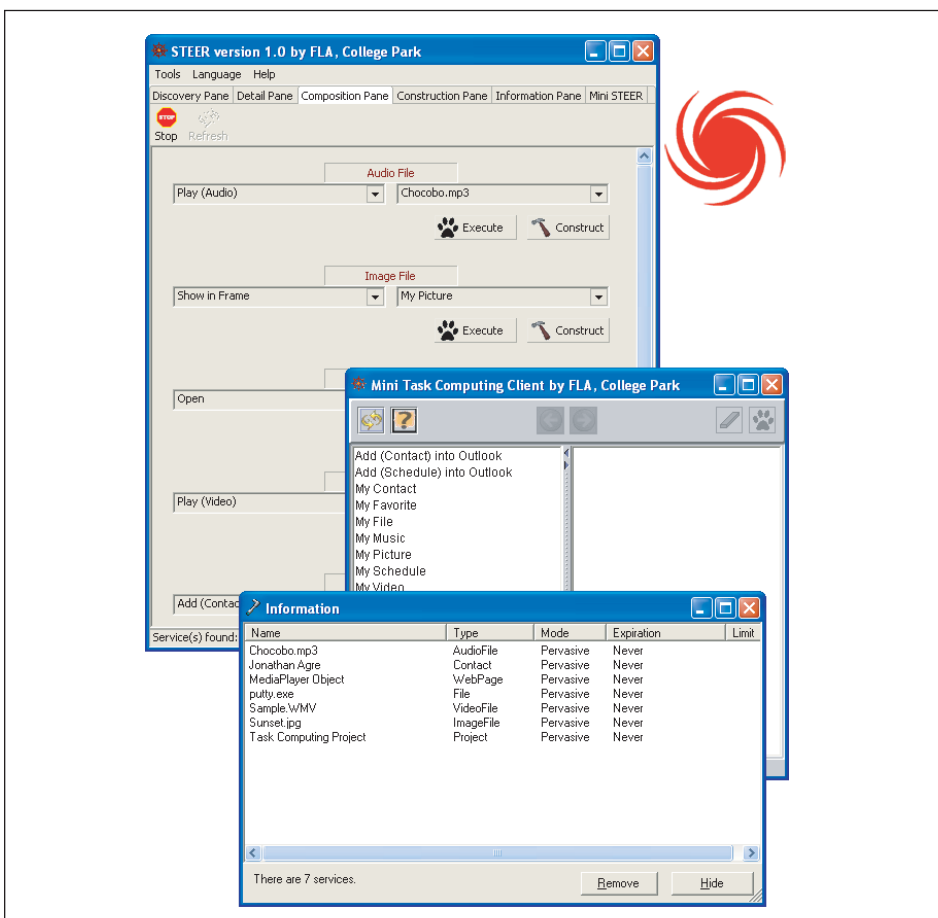 STEER version 1.0 by FLA, College Park
Tools Language Help
Discovery Pane Detail Pane Composition Pane Construction Pane Information Pane Mini STEER
STOP
Stop Refresh
Audio File
Play (Audio) Chocobo.mp3
Execute Construct
Image File
Show in Frame My Picture
Execute Construct
Open
Play (Video)
Add (Contac
Service(s) found:
Mini Task Computing Client by FLA, College Park
Add (Contact) into Outlook
Add (Schedule) into Outlook
My Contact
My Favorite
My File
My Music
My Picture
My Schedule
My Video
Information
Name Type Mode Expiration Limit
Chocobo.mp3 AudioFile Pervasive Never
Jonathan Agre Contact Pervasive Never
MediaPlayer Object WebPage Pervasive Never
putty.exe File Pervasive Never
Sample.WMV VideoFile Pervasive Never
Sunset.jpg ImageFile Pervasive Never
Task Computing Project Project Pervasive Never
There are 7 services.
Remove Hide